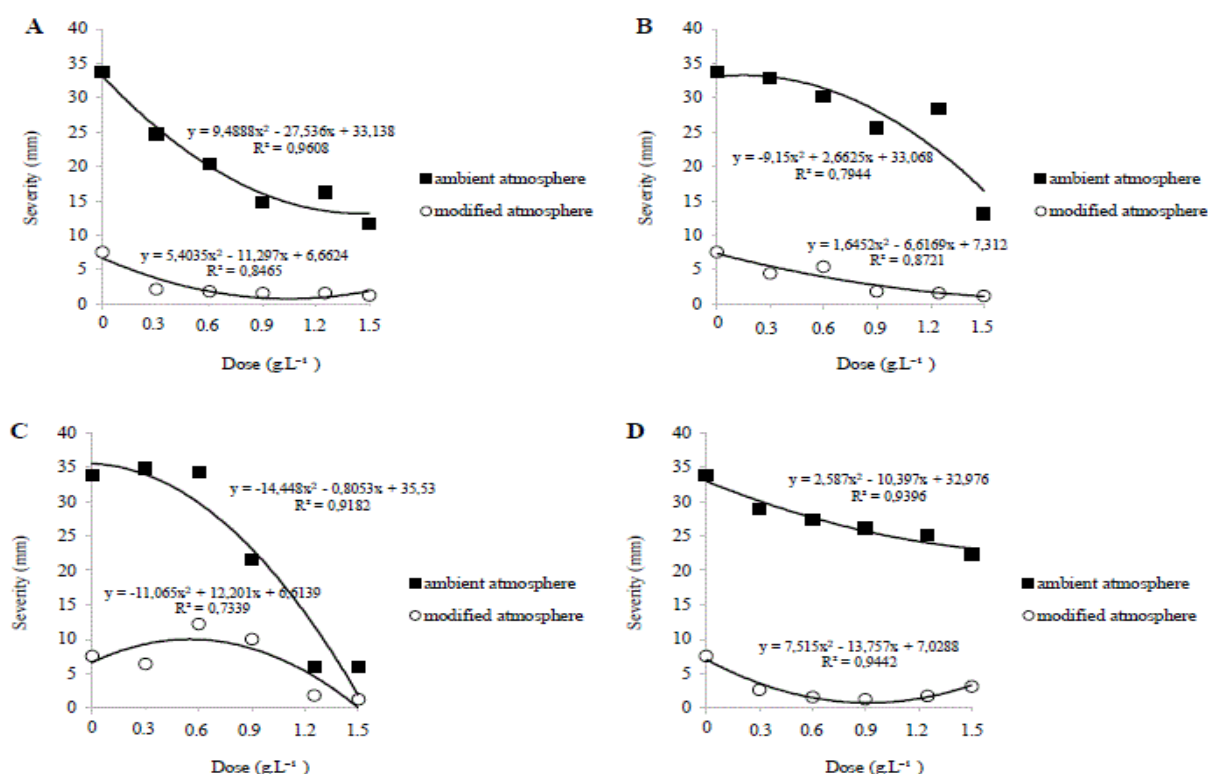 A
40
35
30
25
20
15
10
5
0
Severity (mm)
y = 9,4888x² - 27,536x + 33,138
R² = 0,9608
y = 5,4035x² - 11,297x + 6,6624
R² = 0,8465
■ambient atmosphere
○modified atmosphere
0 0.3 0.6 0.9 1.2 1.5
Dose (g.L⁻¹ )
B
40
35
30
25
20
15
10
5
0
Severity (mm)
y = -9,15x² + 2,6625x + 33,068
R² = 0,7944
y = 1,6452x² - 6,6169x + 7,312
R² = 0,8721
■ambient atmosphere
○modified atmosphere
0 0.3 0.6 0.9 1.2 1.5
Dose (g.L⁻¹ )
C
40
35
30
25
20
15
10
5
0
Severity (mm)
y = -14,448x² - 0,8053x + 35,53
R² = 0,9182
y = -11,065x² + 12,201x + 6,6139
R² = 0,7339
■ambient atmosphere
○modified atmosphere
0 0.3 0.6 0.9 1.2 1.5
Dose (g.L⁻¹ )
D
40
35
30
25
20
15
10
5
0
Severity (mm)
y = 2,587x² - 10,397x + 32,976
R² = 0,9396
y = 7,515x² - 13,757x + 7,0288
R² = 0,9442
■ambient atmosphere
○modified atmosphere
0 0.3 0.6 0.9 1.2 1.5
Dose (g.L⁻¹ )